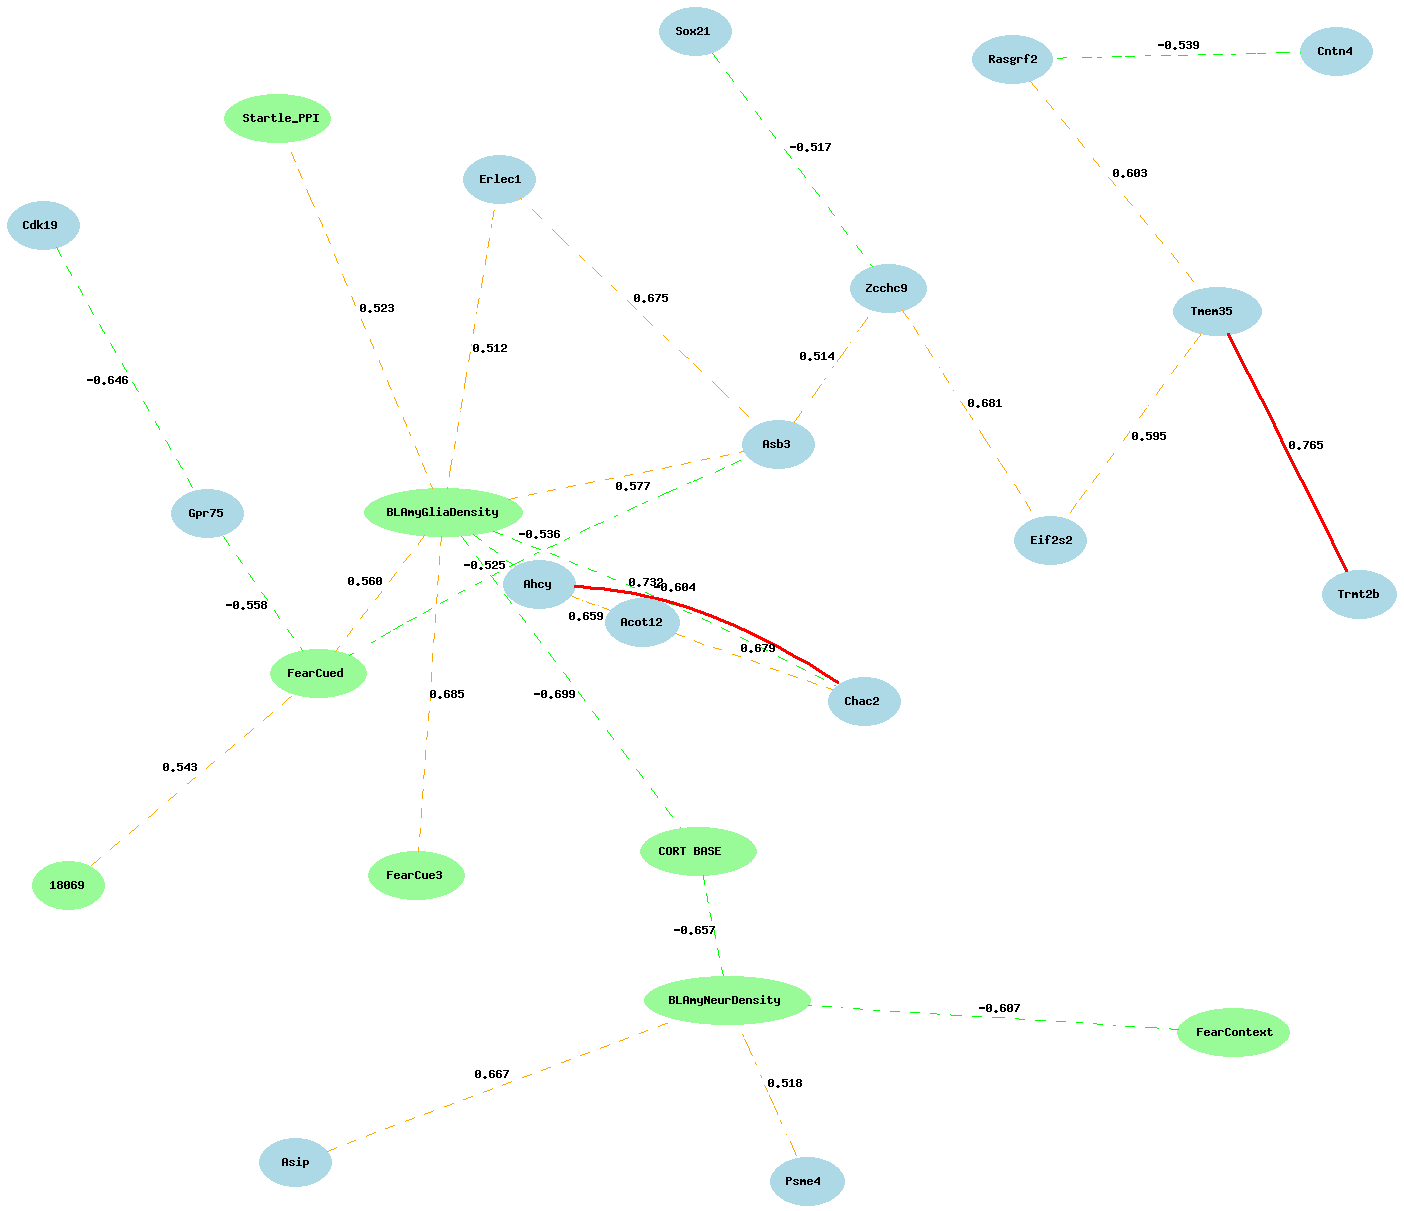 Sox21
Rasgrf2
-0.539
Cntn4
Startle_PPI
-0.517
0.603
Erlec1
Cdk19
Zcchc9
0.675
0.523
Tmem35
0.512
0.514
-0.646
0.681
0.595
Asb3
0.765
0.577
BLAmyGliaDensity
Gpr75
-0.536
Eif2s2
-0.525
0.560
Ahcy
0.732
-0.604
Trmt2b
-0.558
0.659
Acot12
0.679
FearCued
0.685
-0.699
Chac2
0.543
CORT BASE
18069
FearCue3
-0.657
BLAmyNeurDensity
-0.607
FearContext
0.667
0.518
Asip
Psme4